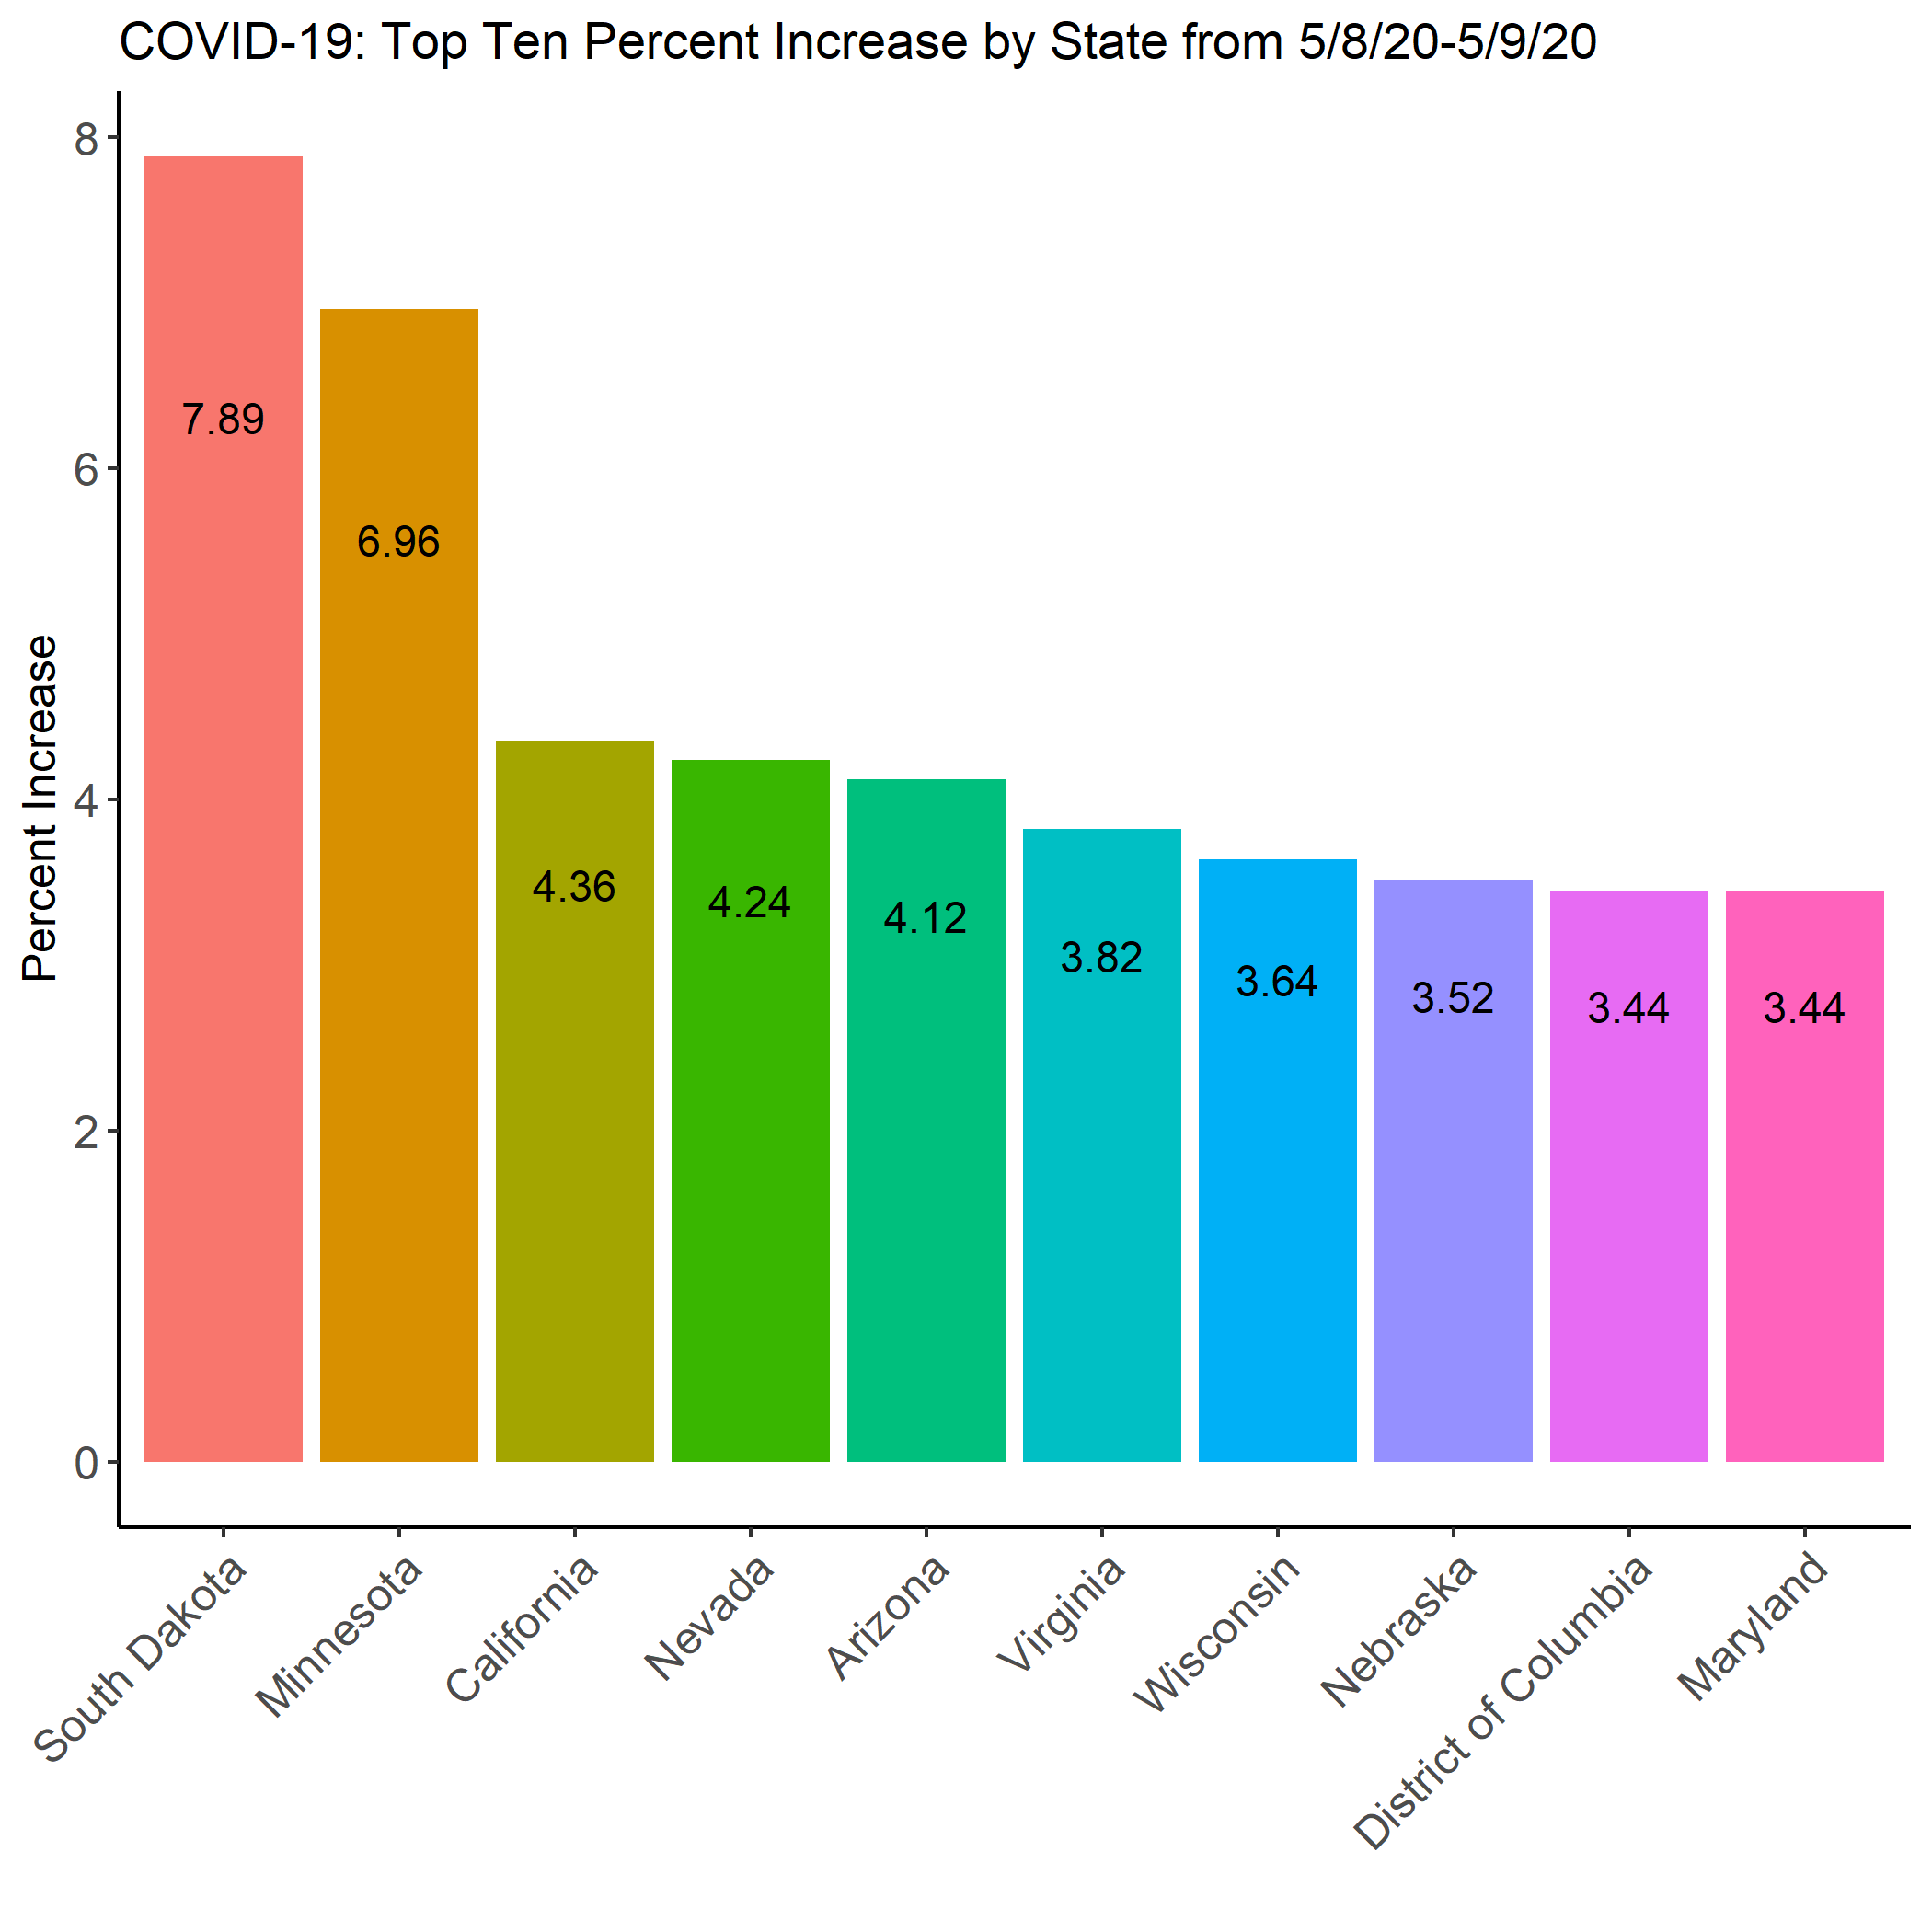 COVID-19: Top Ten Percent Increase by State from 5/8/20-5/9/20
Percent Increase
8
6
4
2
0
7.89
6.96
4.36
4.24
4.12
3.82
3.64
3.52
3.44
3.44
South Dakota
Minnesota
California
Nevada
Arizona
Virginia
Wisconsin
Nebraska
District of Columbia
Maryland